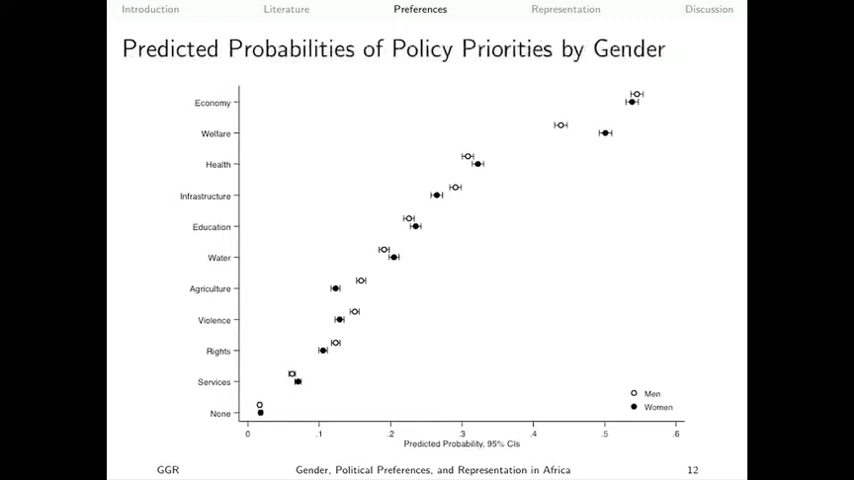 Introduction Literature Preferences Representation Discussion
Predicted Probabilities of Policy Priorities by Gender
Economy
Welfare
Health
Infrastructure
Education
Water
Agriculture
Violence
Rights
Services
None
Men
Women
0 .1 .2 .3 .4 .5 .6
Predicted Probability, 95% CIs
GGR Gender, Political Preferences, and Representation in Africa 12